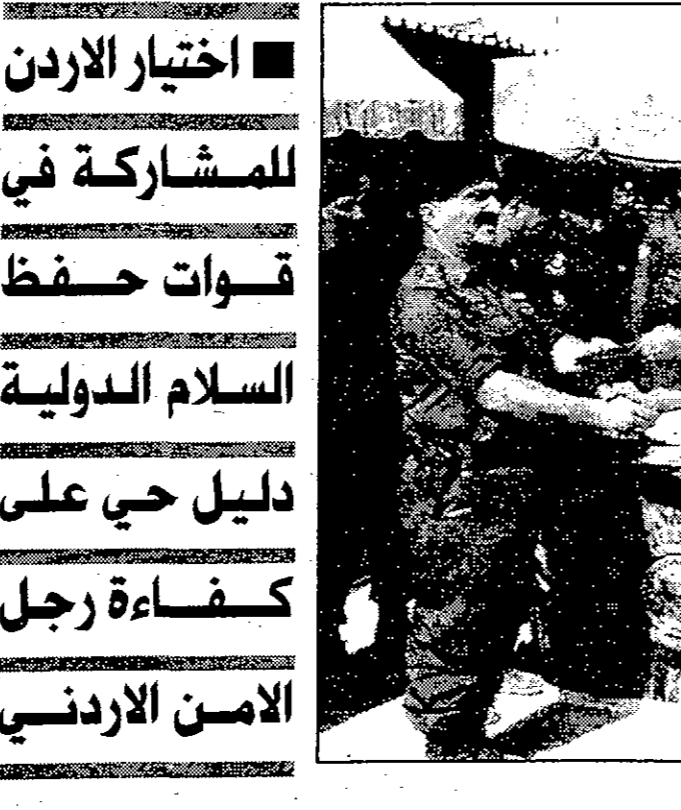 ■ اختيار الاردن
للمشاركة في
قوات حفظ
السلام الدولية
دليل حي على
كفاءة رجل
الامن الاردني